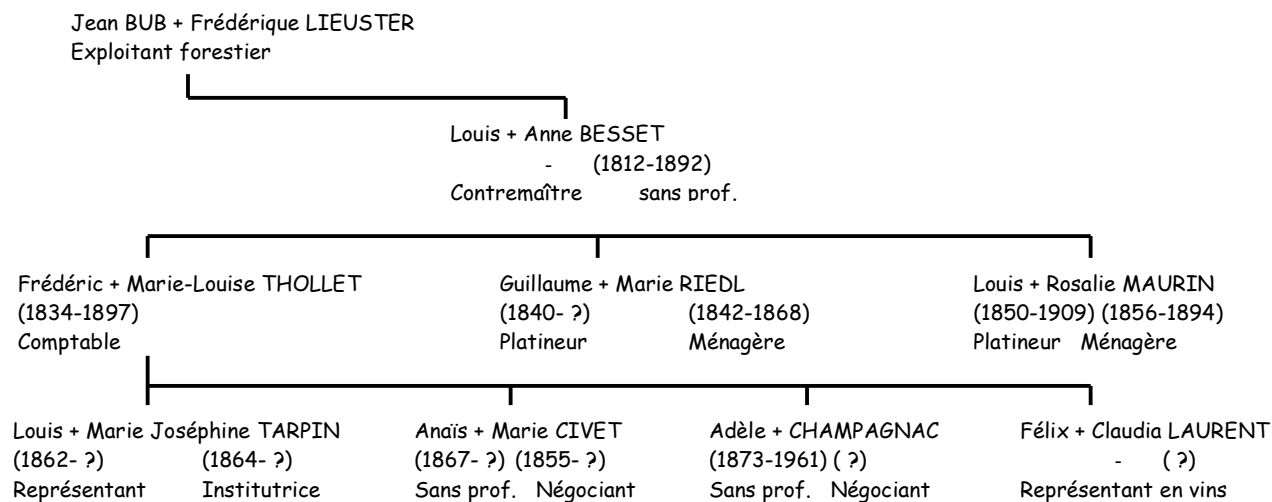 Jean BUB + Frédérique LIEUSTER
Exploitant forestier
Louis + Anne BESSET
- (1812-1892)
Contremaître sans prof.
Frédéric + Marie-Louise THOLLET
(1834-1897)
Comptable
Guillaume + Marie RIEDL
(1840- ?) (1842-1868)
Platineur Ménagère
Louis + Rosalie MAURIN
(1850-1909) (1856-1894)
Platineur Ménagère
Louis + Marie Joséphine TARPIN
(1862- ?) (1864- ?)
Représentant Institutrice
Anaïs + Marie CIVET
(1867- ?) (1855- ?)
Sans prof. Négociant
Adèle + CHAMPAGNAC
(1873-1961) ( ?)
Sans prof. Négociant
Félix + Claudia LAURENT
- ( ?)
Représentant en vins